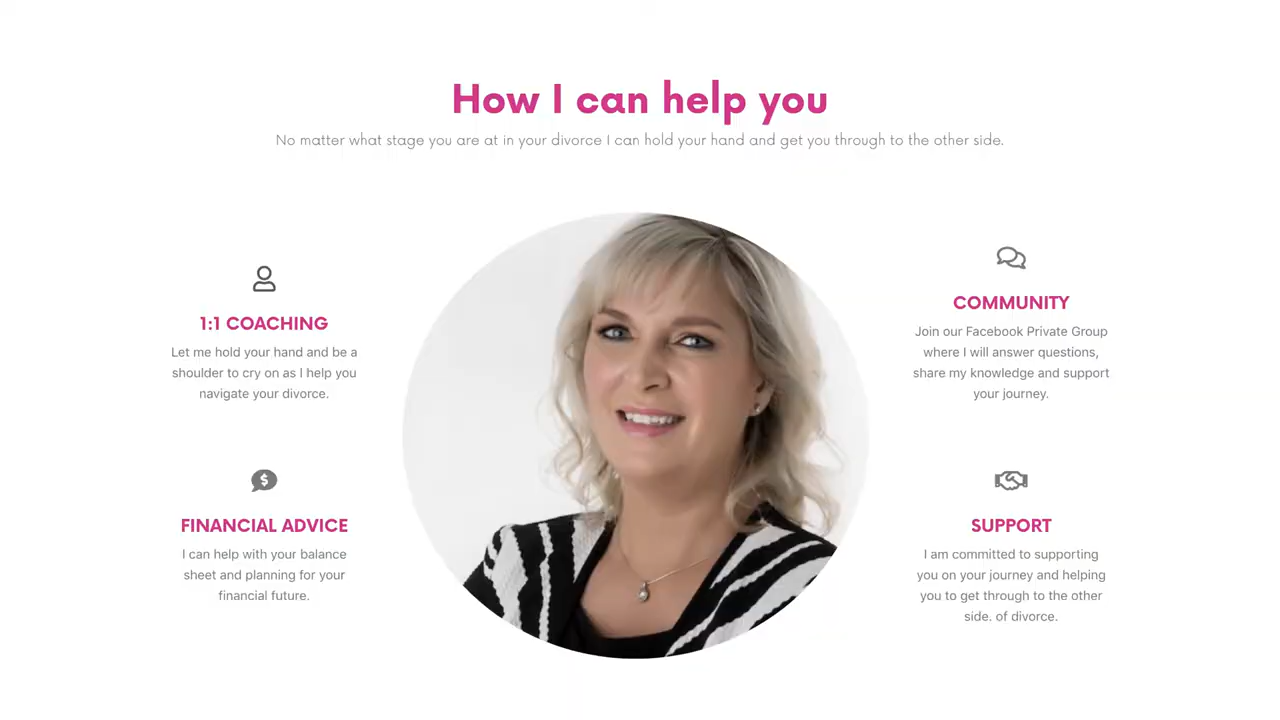 How I can help you
No matter what stage you are at in your divorce I can hold your hand and get you through to the other side.
1:1 COACHING
Let me hold your hand and be a
shoulder to cry on as I help you
navigate your divorce.
FINANCIAL ADVICE
I can help with your balance
sheet and planning for your
financial future.
COMMUNITY
Join our Facebook Private Group
where I will answer questions,
share my knowledge and support
your journey.
SUPPORT
I am committed to supporting
you on your journey and helping
you to get through to the other
side. of divorce.